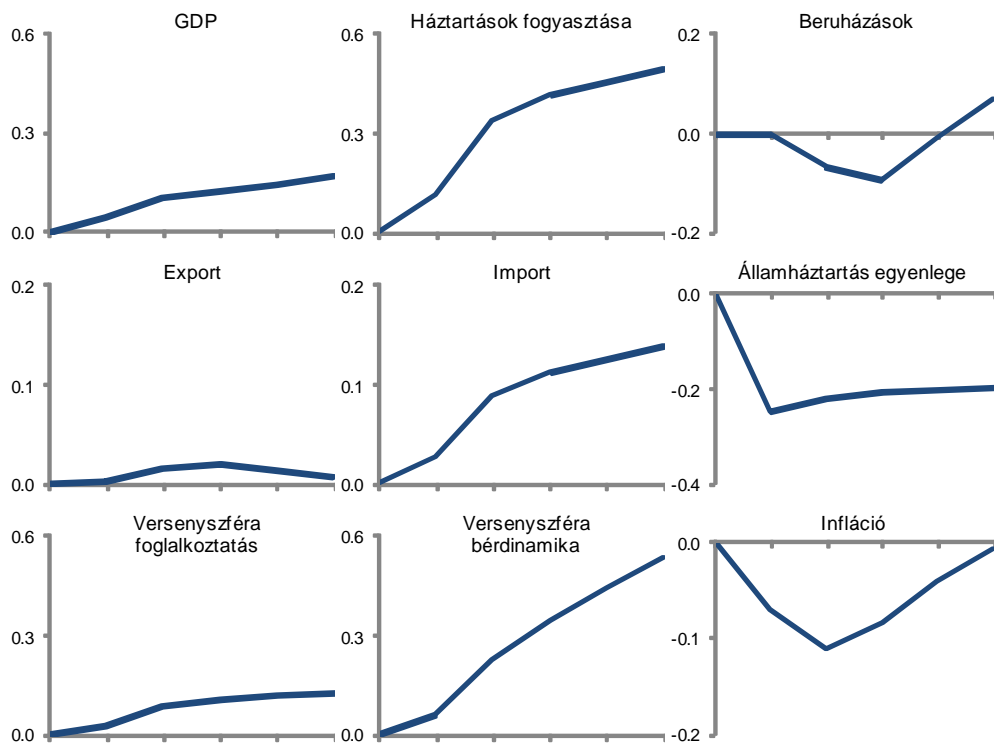 GDP
0.6
0.3
0.0
Háztartások fogyasztása
0.6
0.3
0.0
Beruházások
0.2
0.0
-0.2
Export
0.2
0.1
0.0
Import
0.2
0.1
0.0
Államháztartás egyenlege
0.0
-0.2
-0.4
Versenyszféra
foglalkoztatás
0.6
0.3
0.0
Versenyszféra
bérdinamika
0.6
0.3
0.0
Infláció
0.0
-0.1
-0.2